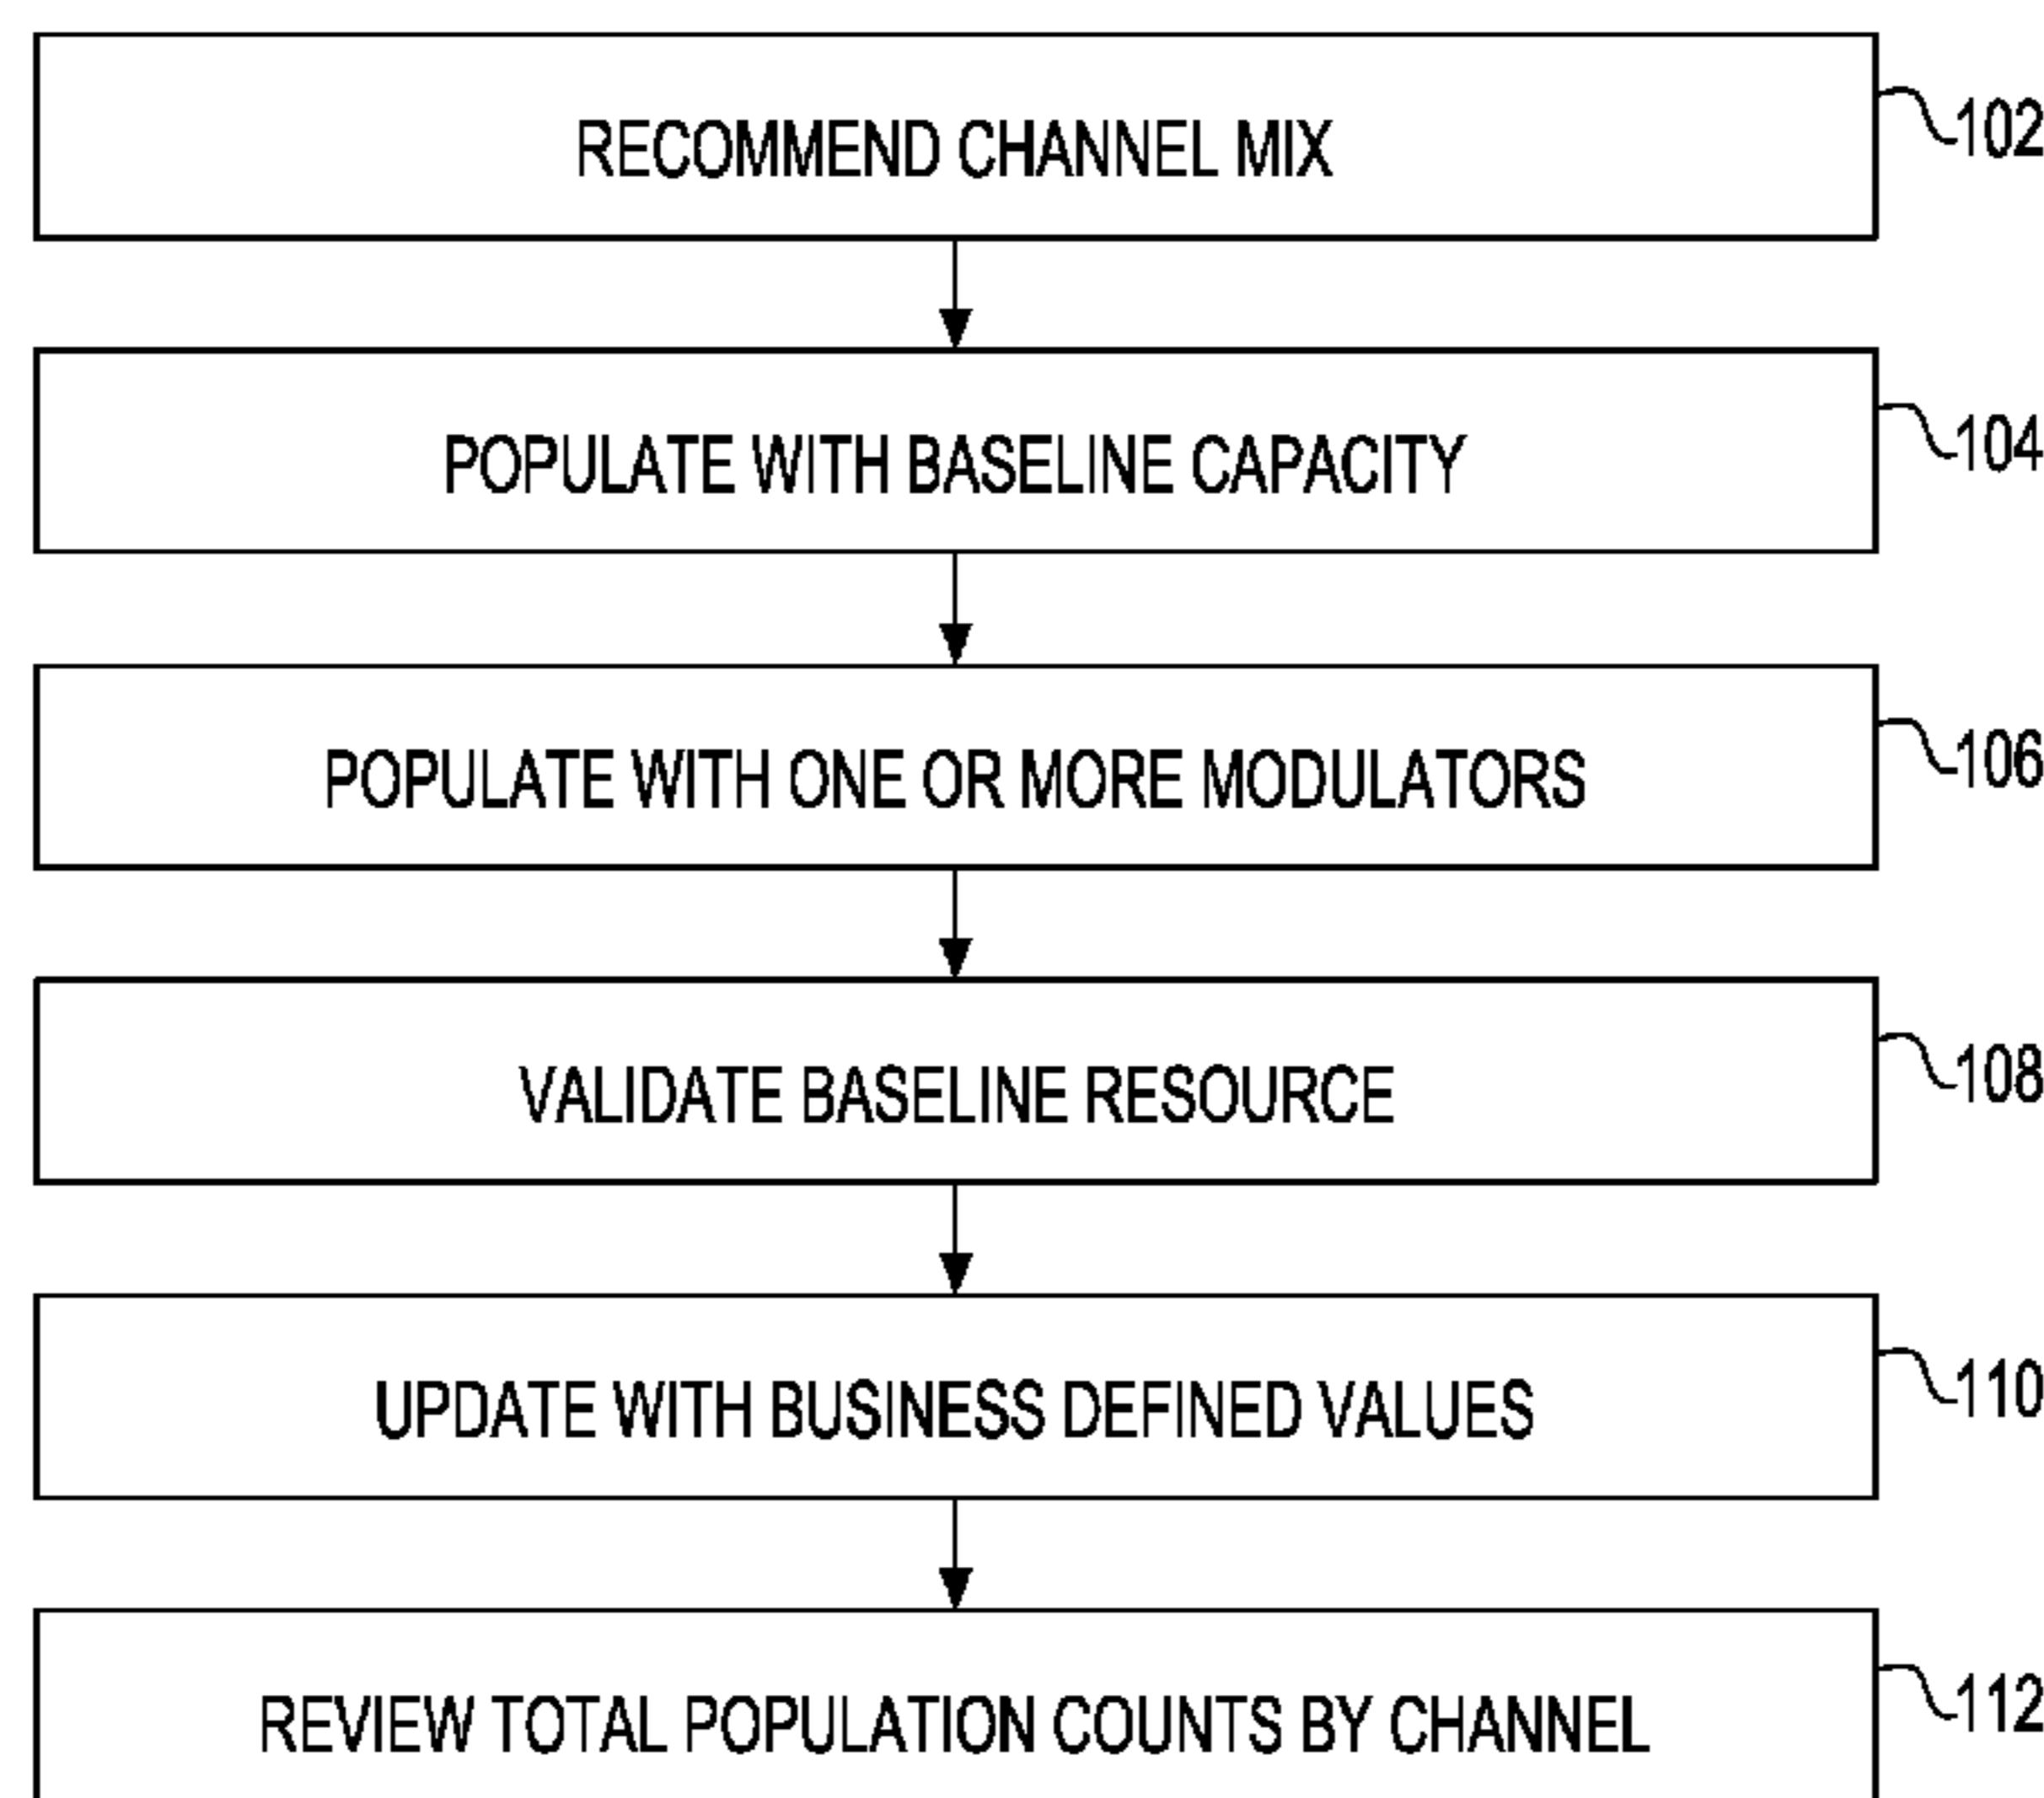 RECOMMEND CHANNEL MIX
102
POPULATE WITH BASELINE CAPACITY
104
POPULATE WITH ONE OR MORE MODULATORS
106
VALIDATE BASELINE RESOURCE
108
UPDATE WITH BUSINESS DEFINED VALUES
110
REVIEW TOTAL POPULATION COUNTS BY CHANNEL
112